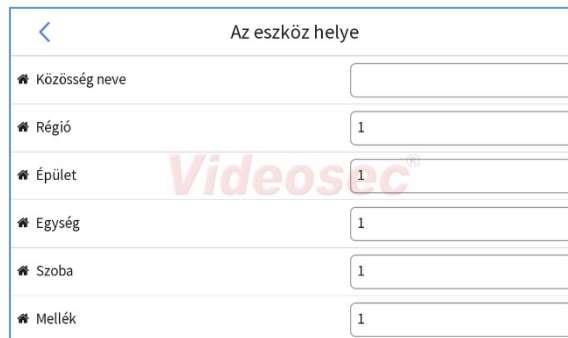 Az eszköz helye
Közösség neve
Régió 1
Épület 1
Videosec®
Egység 1
Szoba 1
Mellék 1